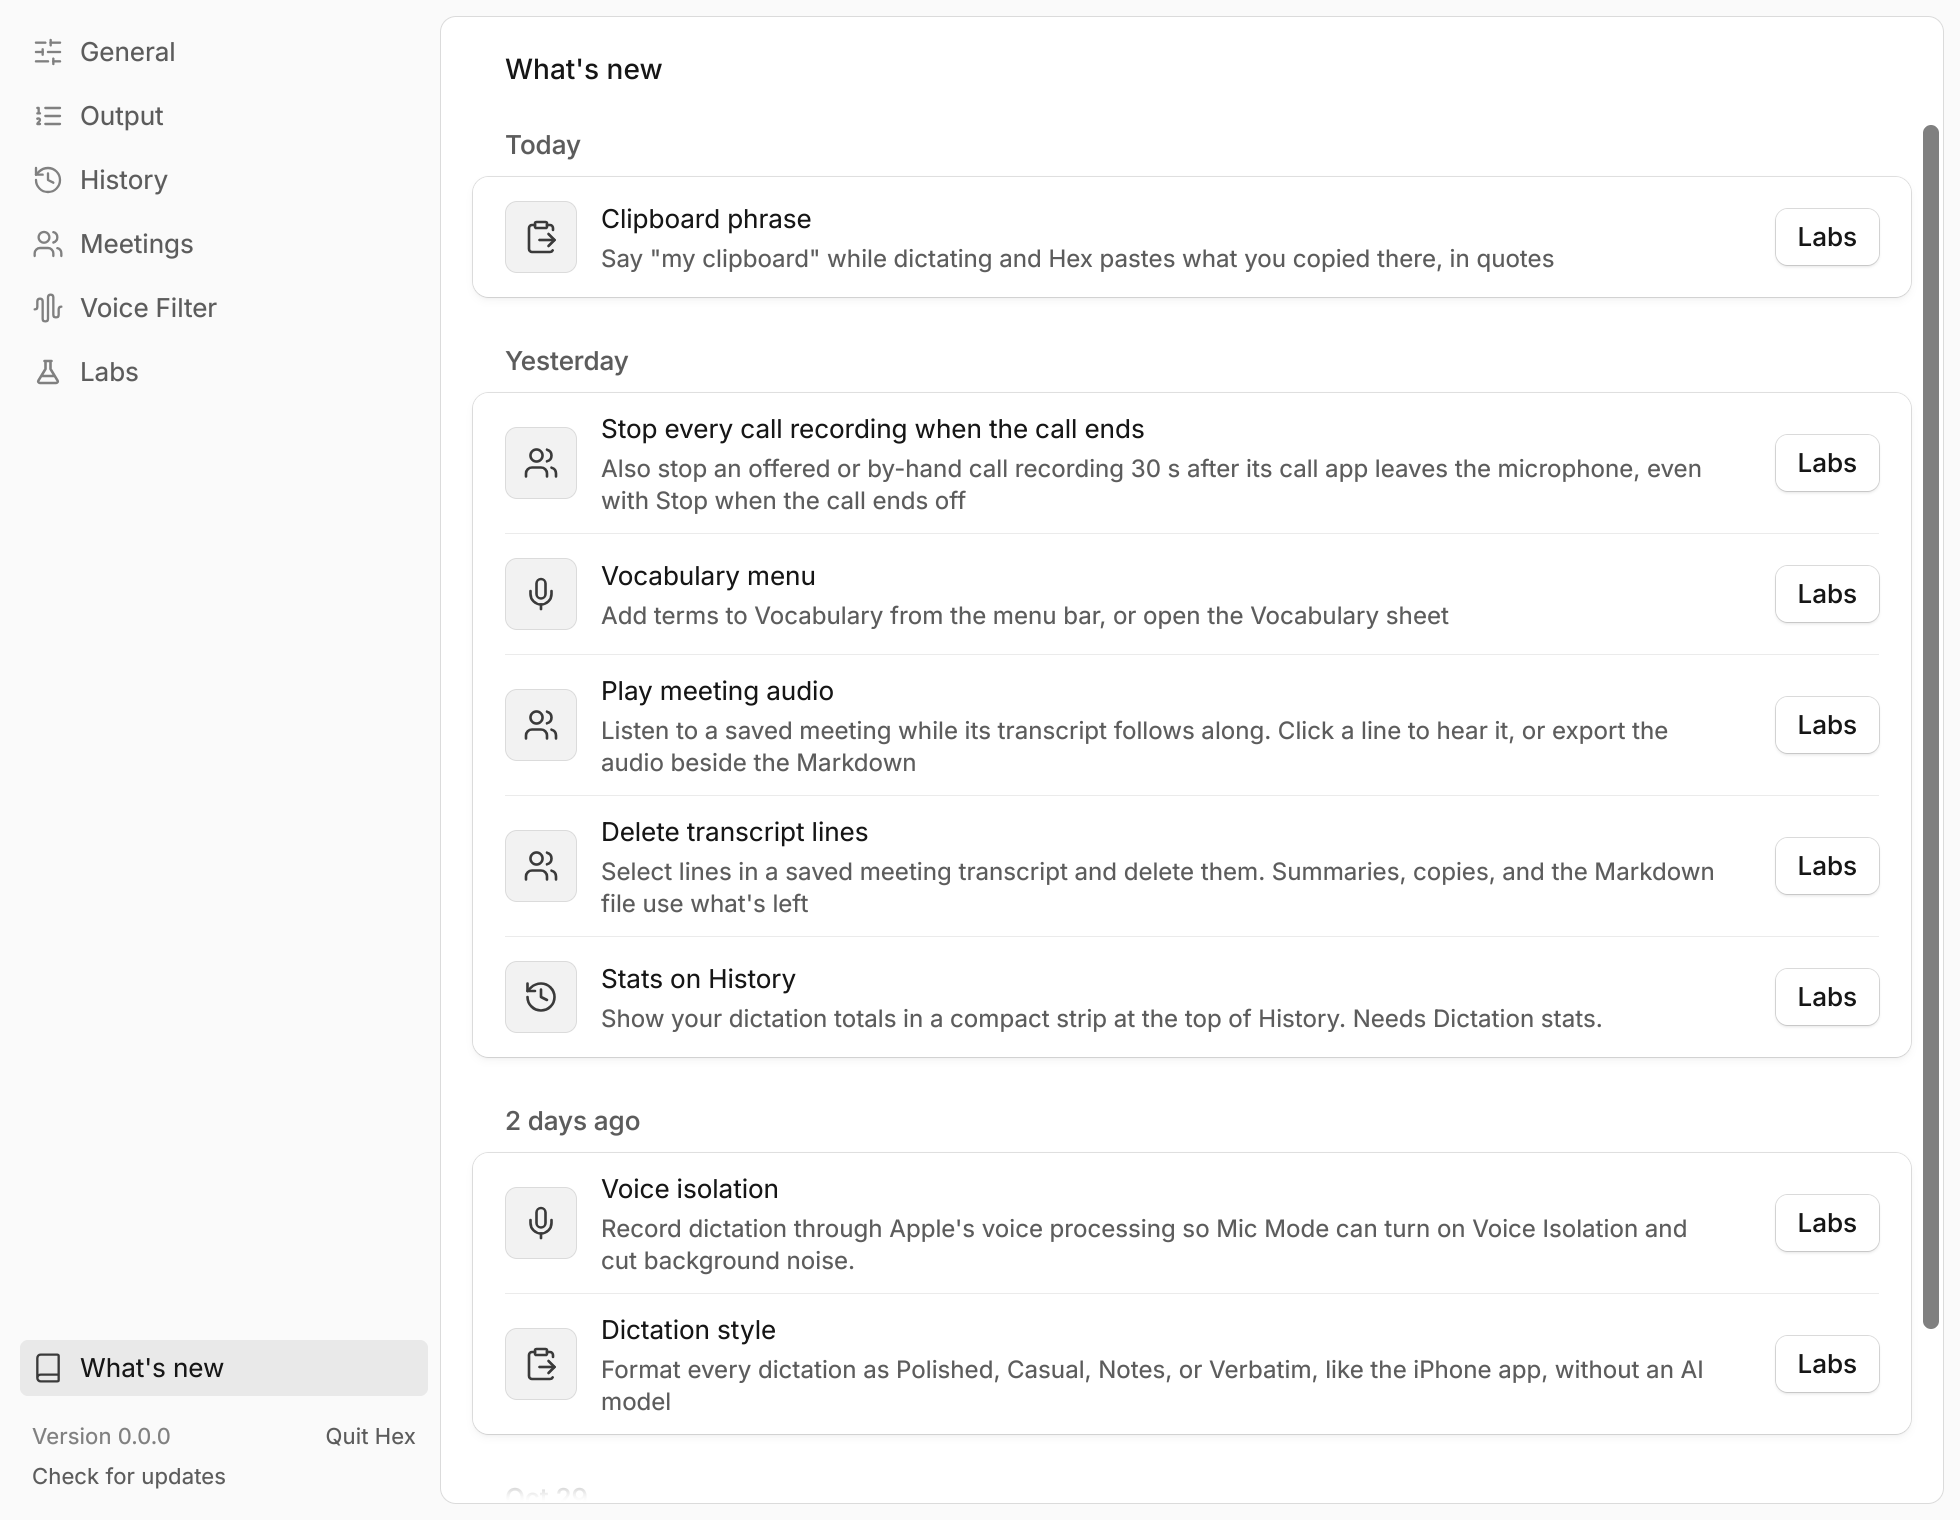 General
Output
History
Meetings
Voice Filter
Labs
What's new
Version 0.0.0
Quit Hex
Check for updates
What's new
Today
Clipboard phrase
Say "my clipboard" while dictating and Hex pastes what you copied there, in quotes
Labs
Yesterday
Stop every call recording when the call ends
Also stop an offered or by-hand call recording 30 s after its call app leaves the microphone, even
with Stop when the call ends off
Labs
Vocabulary menu
Add terms to Vocabulary from the menu bar, or open the Vocabulary sheet
Labs
Play meeting audio
Listen to a saved meeting while its transcript follows along. Click a line to hear it, or export the
audio beside the Markdown
Labs
Delete transcript lines
Select lines in a saved meeting transcript and delete them. Summaries, copies, and the Markdown
file use what's left
Labs
Stats on History
Show your dictation totals in a compact strip at the top of History. Needs Dictation stats.
Labs
2 days ago
Voice isolation
Record dictation through Apple's voice processing so Mic Mode can turn on Voice Isolation and
cut background noise.
Labs
Dictation style
Format every dictation as Polished, Casual, Notes, or Verbatim, like the iPhone app, without an AI
model
Labs